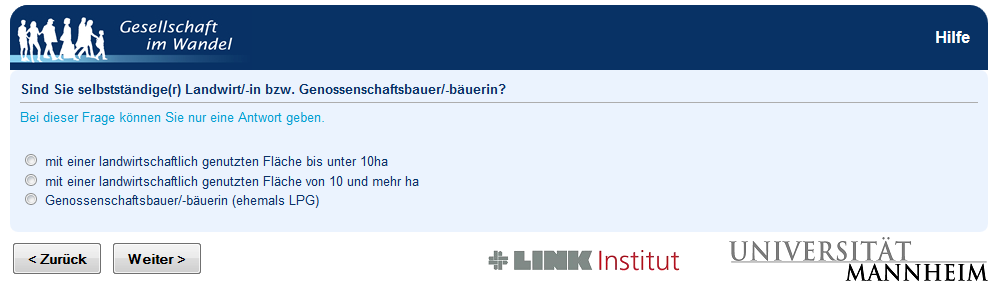 Gesellschaft
im Wandel
Hilfe
Sind Sie selbstständige(r) Landwirt/-in bzw. Genossenschaftsbauer/-bäuerin?
Bei dieser Frage können Sie nur eine Antwort geben.
mit einer landwirtschaftlich genutzten Fläche bis unter 10ha
mit einer landwirtschaftlich genutzten Fläche von 10 und mehr ha
Genossenschaftsbauer/-bäuerin (ehemals LPG)
< Zurück
Weiter >
LINK Institut
UNIVERSITÄT
MANNHEIM